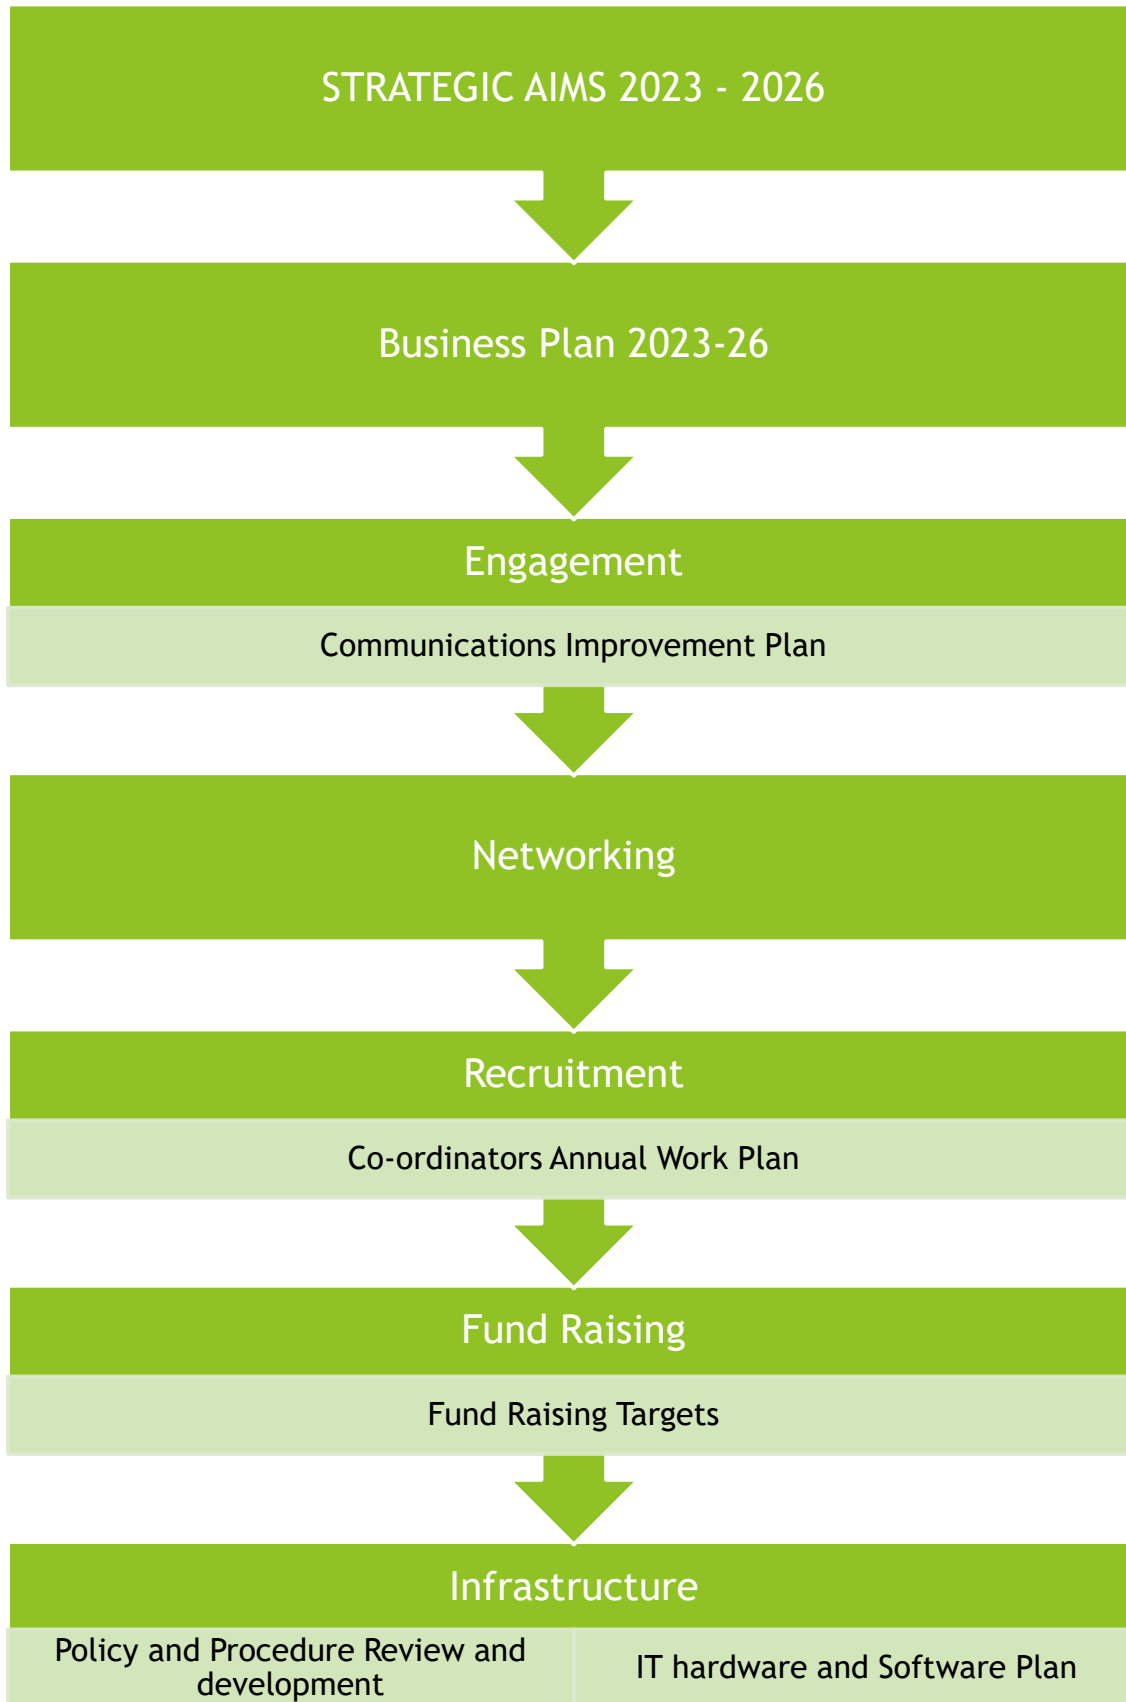 STRATEGIC AIMS 2023 - 2026
Business Plan 2023-26
Engagement
Communications Improvement Plan
Networking
Recruitment
Co-ordinators Annual Work Plan
Fund Raising
Fund Raising Targets
Infrastructure
Policy and Procedure Review and
development
IT hardware and Software Plan